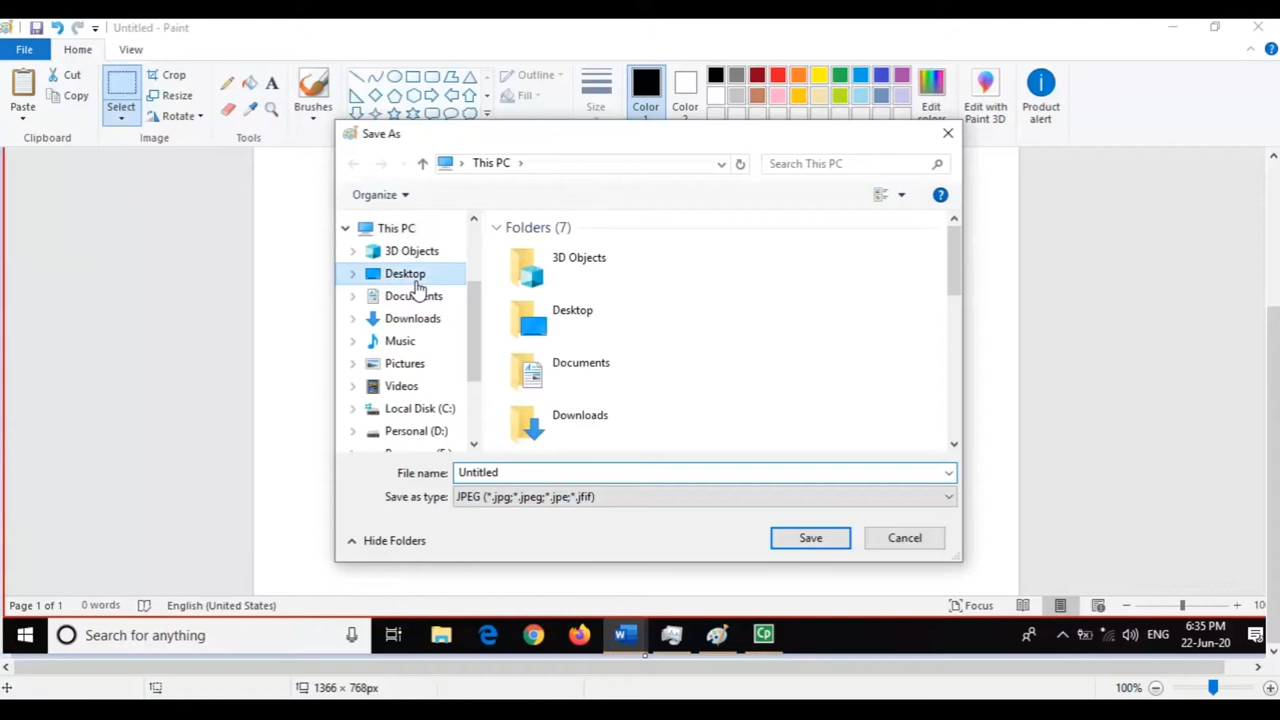 Untitled - Paint
File Home View
Cut
Copy
Paste
Clipboard
Select
Crop
Resize
Rotate
Image
A
Tools
Brushes
Outline
Fill
Size
Color 1
Color 2
Edit colors
Edit with Paint 3D
Product alert
Save As
This PC
Search This PC
Organize
This PC
3D Objects
Desktop
Documents
Downloads
Music
Pictures
Videos
Local Disk (C:)
Personal (D:)
Folders (7)
3D Objects
Desktop
Documents
Downloads
File name: Untitled
Save as type: JPEG (*.jpg;*.jpeg;*.jpe;*.jfif)
Hide Folders
Save Cancel
Page 1 of 1 0 words English (United States) Focus
Search for anything
ENG 6:35 PM
22-Jun-20
1366 × 768px 100%